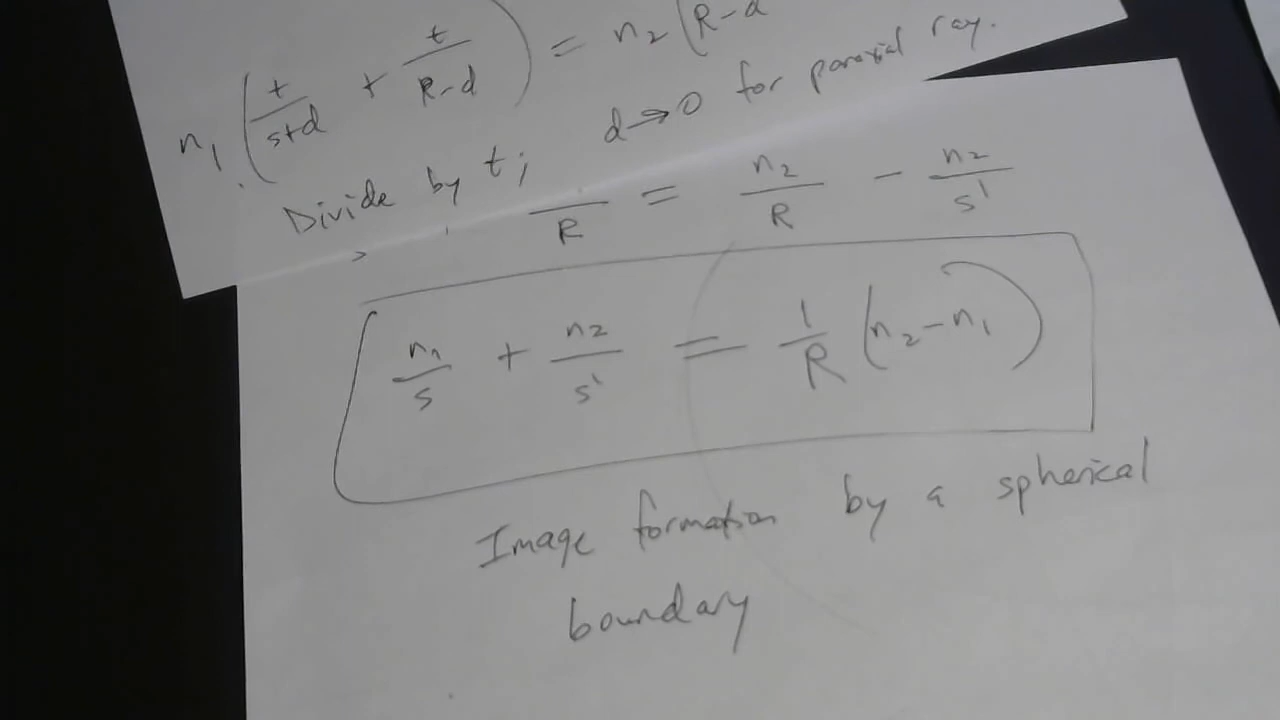 n₁ (t/(s+d) + t/(R-d)) = n₂ (R-d
Divide by t; d→0 for paraxial ray.
/R = n₂/R - n₂/s'
n₁/s + n₂/s' = 1/R (n₂-n₁)
Image formation by a spherical
boundary